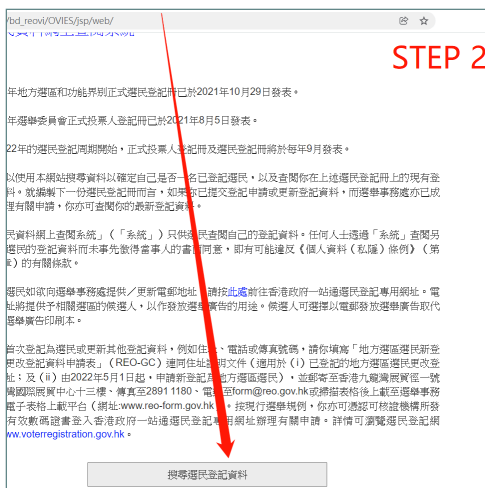 /bd_reovi/OVIES/jsp/web/
STEP 2
年地方選區和功能界別正式選民登記冊已於2021年10月29日發表。
年選舉委員會正式投票人登記冊已於2021年8月5日發表。
22年的選民登記周期開始，正式投票人登記冊及選民登記冊將於每年9月發表。
以使用本網站搜尋資料以確定自己是否一名已登記選民，以及查閱你在上述選民登記冊上的現有登
料。就編製下一份選民登記冊而言，如果你已提交登記申請或更新登記資料，而選舉事務處亦已成
理有關申請，你亦可查閱你的最新登記資料。
民資料網上查閱系統」（「系統」）只供選民查閱自己的登記資料。任何人士透過「系統」查閱另
選民的登記資料而未事先徵得當事人的書面同意，即有可能違反《個人資料（私隱）條例》（第
章）的有關條款。
選民如欲向選舉事務處提供／更新電郵地址，請按此處前往香港政府一站通選民登記專用網址。電
址將提供予相關選區的候選人，以作發放選舉廣告的用途。候選人可選擇以電郵發放選舉廣告取代
選舉廣告印刷本。
首次登記為選民或更新其他登記資料，例如住址、電話或傳真號碼，請你填寫「地方選區選民新登
更改登記資料申請表」（REO-GC）連同住址證明文件（適用於（i）已登記的地方選區選民更改登
址；及（ii）由2022年5月1日起，申請新登記為地方選區選民），並郵寄至香港九龍灣展貿徑一號
灣國際展貿中心十三樓、傳真至2891 1180、電郵至form@reo.gov.hk或掃描表格後上載至選舉事務
電子表格上載平台（網址:www.reo-form.gov.hk）。按現行選舉規例，你亦可憑認可核證機構所發
有效數碼證書登入香港政府一站通選民登記專用網址辦理有關申請。詳情可瀏覽選民登記網
ww.voterregistration.gov.hk。
搜尋選民登記資料